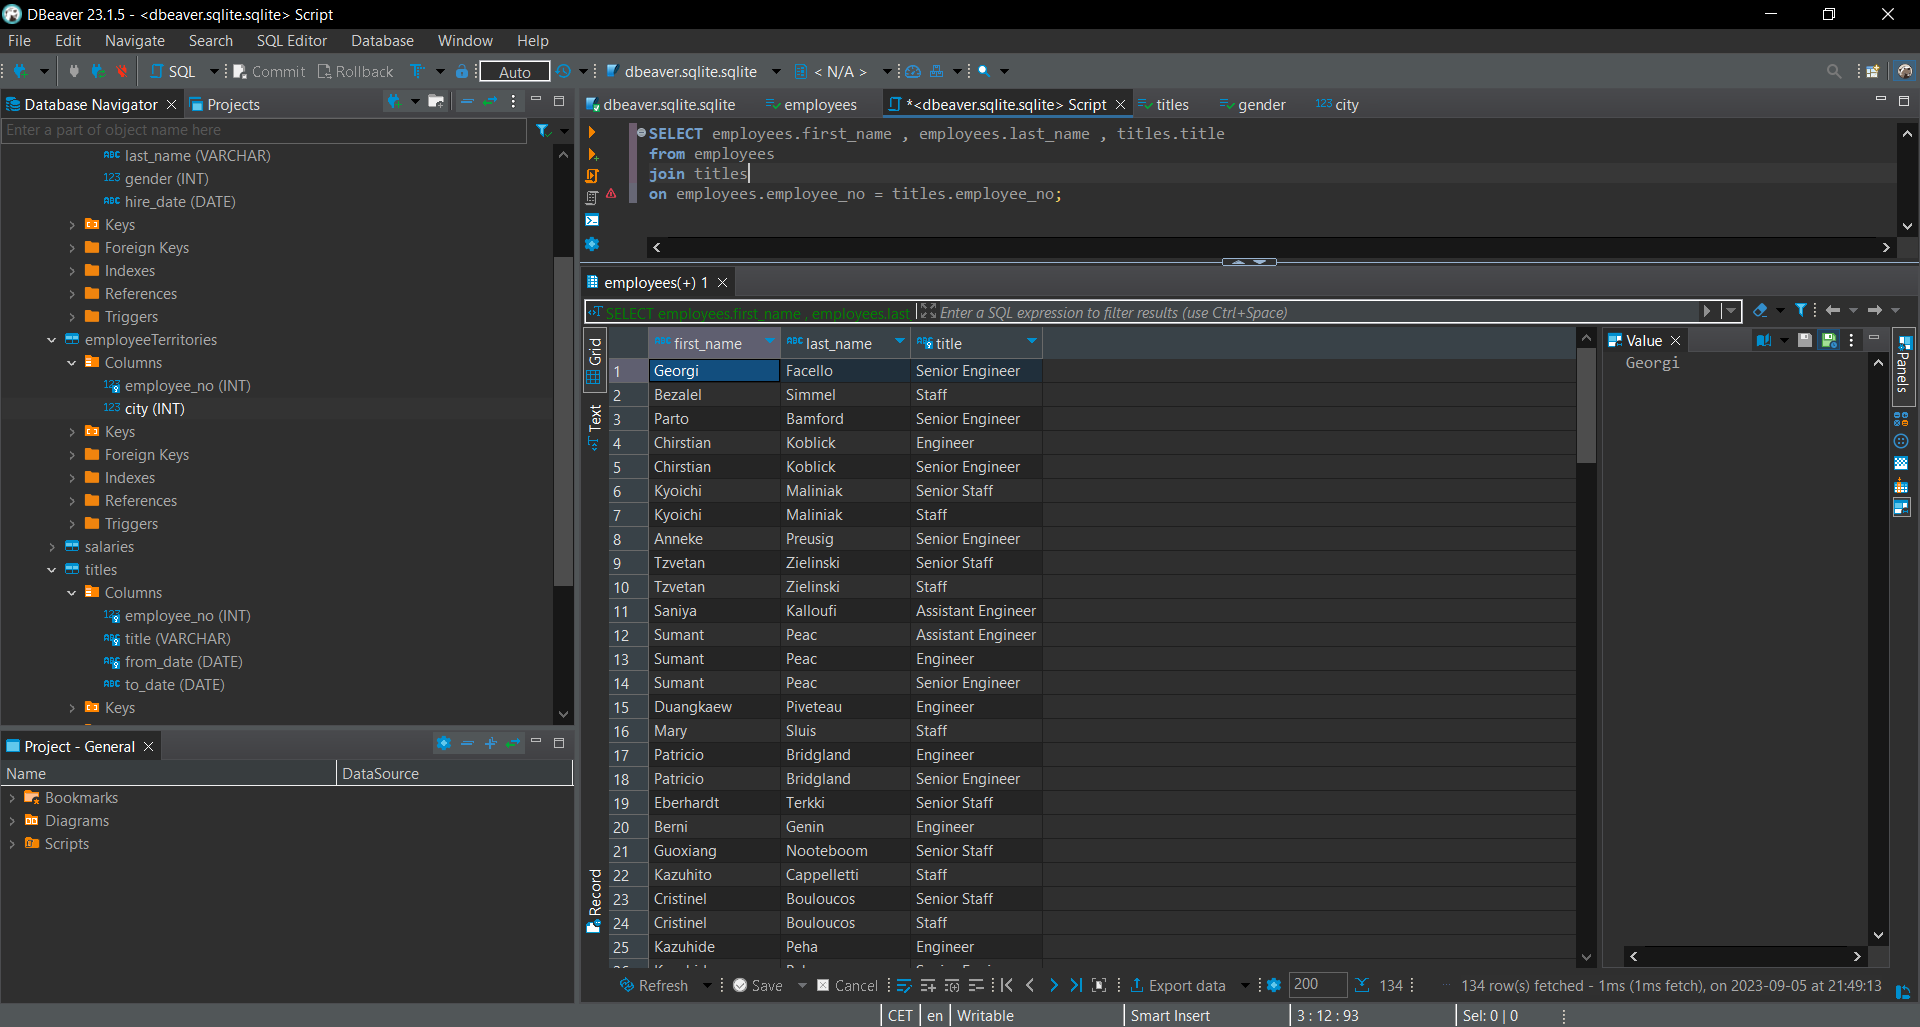 DBeaver 23.1.5 - <dbeaver.sqlite.sqlite> Script
File Edit Navigate Search SQL Editor Database Window Help
SQL Commit Rollback Auto dbeaver.sqlite.sqlite < N/A >
Database Navigator Projects
Enter a part of object name here
ABC last_name (VARCHAR)
123 gender (INT)
ABC hire_date (DATE)
Keys
Foreign Keys
Indexes
References
Triggers
employeeTerritories
Columns
123 employee_no (INT)
123 city (INT)
Keys
Foreign Keys
Indexes
References
Triggers
salaries
titles
Columns
123 employee_no (INT)
ABC title (VARCHAR)
ABC from_date (DATE)
ABC to_date (DATE)
Keys
Project - General
Name DataSource
Bookmarks
Diagrams
Scripts
dbeaver.sqlite.sqlite employees *<dbeaver.sqlite.sqlite> Script titles gender 123 city
SELECT employees.first_name , employees.last_name , titles.title
from employees
join titles
on employees.employee_no = titles.employee_no;
employees(+) 1
SELECT employees.first_name , employees.last Enter a SQL expression to filter results (use Ctrl+Space)
Grid
Text
Record
ABC first_name ABC last_name ABC title
1 Georgi Facello Senior Engineer
2 Bezalel Simmel Staff
3 Parto Bamford Senior Engineer
4 Chirstian Koblick Engineer
5 Chirstian Koblick Senior Engineer
6 Kyoichi Maliniak Senior Staff
7 Kyoichi Maliniak Staff
8 Anneke Preusig Senior Engineer
9 Tzvetan Zielinski Senior Staff
10 Tzvetan Zielinski Staff
11 Saniya Kalloufi Assistant Engineer
12 Sumant Peac Assistant Engineer
13 Sumant Peac Engineer
14 Sumant Peac Senior Engineer
15 Duangkaew Piveteau Engineer
16 Mary Sluis Staff
17 Patricio Bridgland Engineer
18 Patricio Bridgland Senior Engineer
19 Eberhardt Terkki Senior Staff
20 Berni Genin Engineer
21 Guoxiang Nooteboom Senior Staff
22 Kazuhito Cappelletti Staff
23 Cristinel Bouloucos Senior Staff
24 Cristinel Bouloucos Staff
25 Kazuhide Peha Engineer
Value
Georgi
Panels
Refresh Save Cancel Export data 200 134 134 row(s) fetched - 1ms (1ms fetch), on 2023-09-05 at 21:49:13
CET en Writable Smart Insert 3 : 12 : 93 Sel: 0 | 0